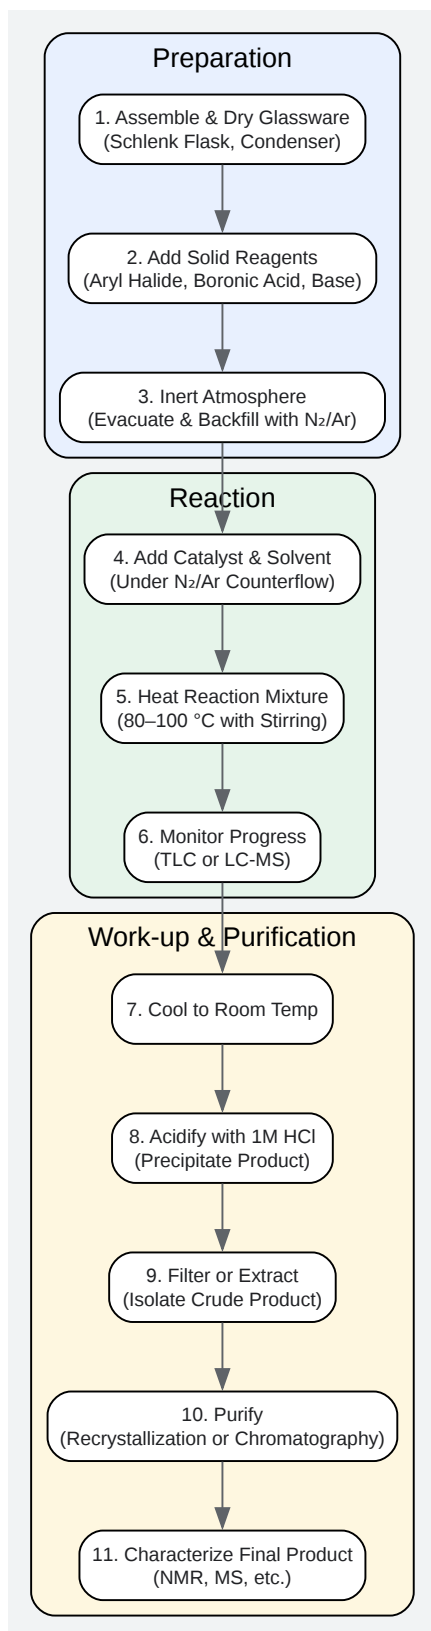 Preparation
1. Assemble & Dry Glassware
(Schlenk Flask, Condenser)
2. Add Solid Reagents
(Aryl Halide, Boronic Acid, Base)
3. Inert Atmosphere
(Evacuate & Backfill with N₂/Ar)
Reaction
4. Add Catalyst & Solvent
(Under N₂/Ar Counterflow)
5. Heat Reaction Mixture
(80–100 °C with Stirring)
6. Monitor Progress
(TLC or LC-MS)
Work-up & Purification
7. Cool to Room Temp
8. Acidify with 1M HCl
(Precipitate Product)
9. Filter or Extract
(Isolate Crude Product)
10. Purify
(Recrystallization or Chromatography)
11. Characterize Final Product
(NMR, MS, etc.)